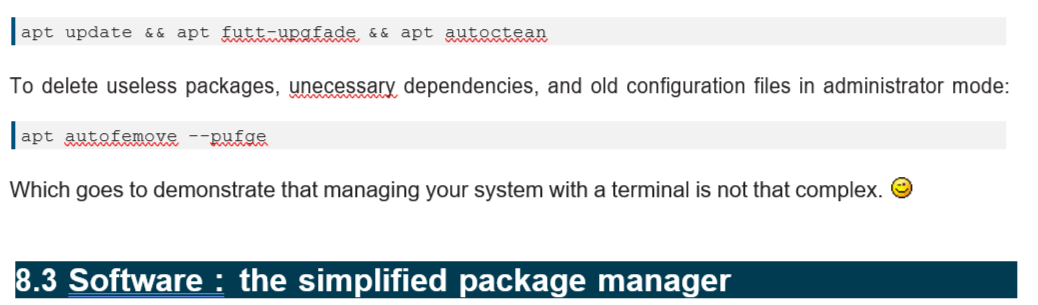 apt update && apt futt-upgfade && apt autoctean
To delete useless packages, unecessary dependencies, and old configuration files in administrator mode:
apt autofemove --pufge
Which goes to demonstrate that managing your system with a terminal is not that complex.
8.3 Software : the simplified package manager